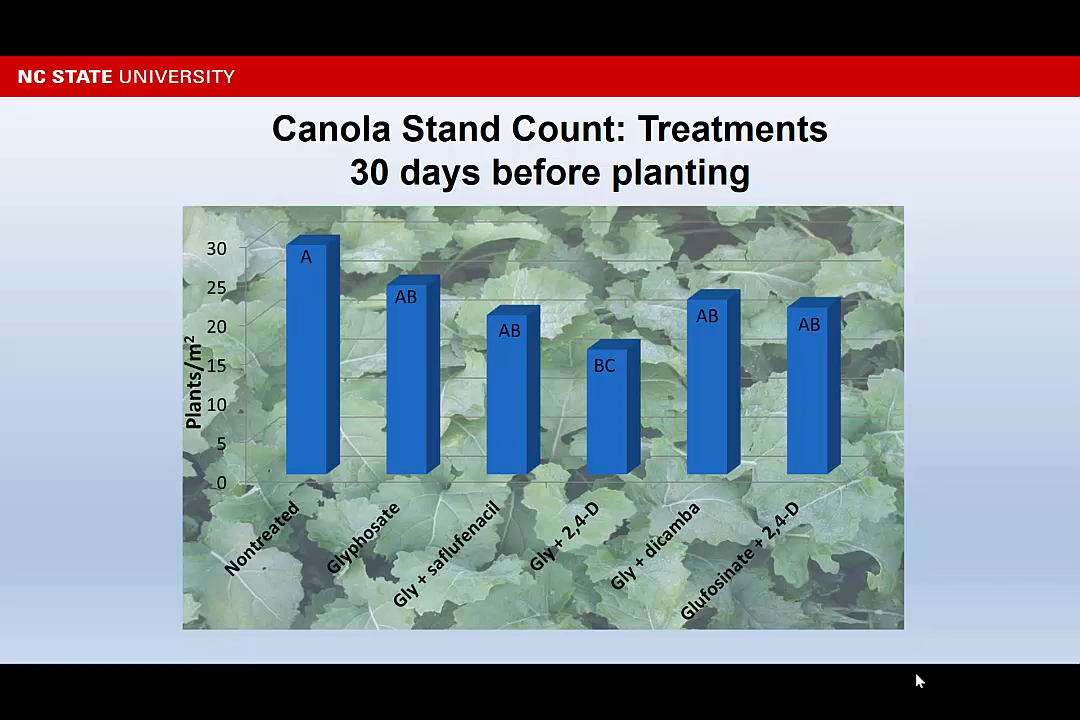 NC STATE UNIVERSITY
Canola Stand Count: Treatments
30 days before planting
Plants/m²
30
25
20
15
10
5
0
A
AB
AB
BC
AB
AB
Nontreated
Glyphosate
Gly + saflufenacil
Gly + 2,4-D
Gly + dicamba
Glufosinate + 2,4-D